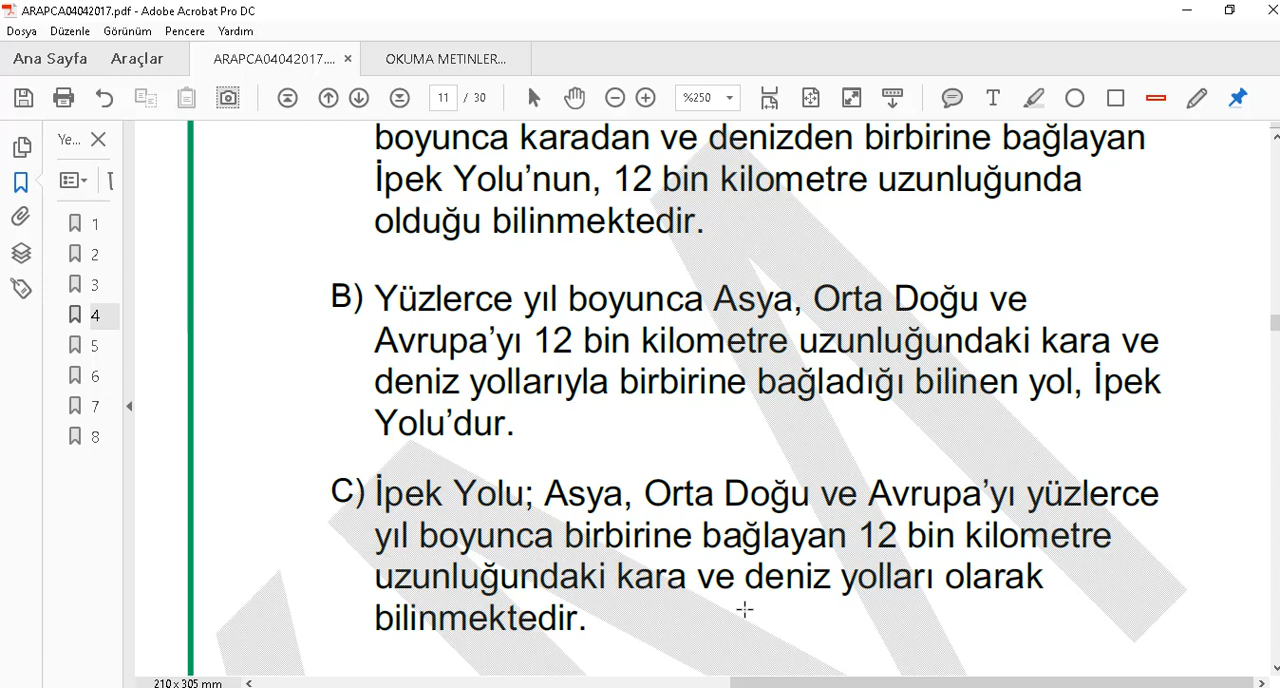 ARAPCA04042017.pdf - Adobe Acrobat Pro DC
Dosya Düzenle Görünüm Pencere Yardım
Ana Sayfa Araçlar ARAPCA04042017.... × OKUMA METINLER...
11 / 30 %250
Ye...
1
2
3
4
5
6
7
8
boyunca karadan ve denizden birbirine bağlayan
İpek Yolu’nun, 12 bin kilometre uzunluğunda
olduğu bilinmektedir.
B) Yüzlerce yıl boyunca Asya, Orta Doğu ve
Avrupa’yı 12 bin kilometre uzunluğundaki kara ve
deniz yollarıyla birbirine bağladığı bilinen yol, İpek
Yolu’dur.
C) İpek Yolu; Asya, Orta Doğu ve Avrupa’yı yüzlerce
yıl boyunca birbirine bağlayan 12 bin kilometre
uzunluğundaki kara ve deniz yolları olarak
bilinmektedir.
210 x 305 mm